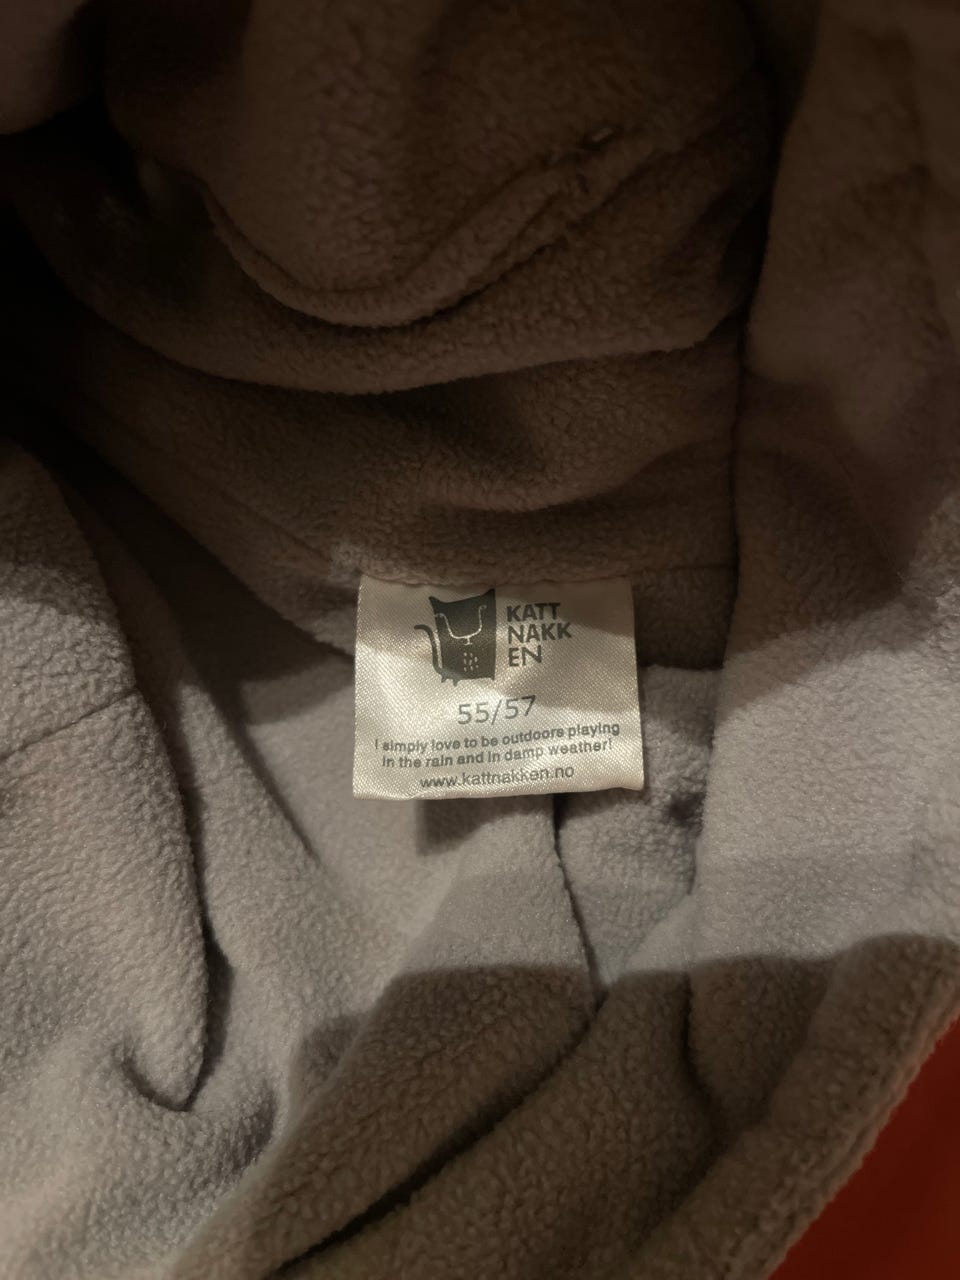 KATT
NAKK
EN
55/57
I simply love to be outdoors playing
in the rain and in damp weather!
www.kattnakken.no